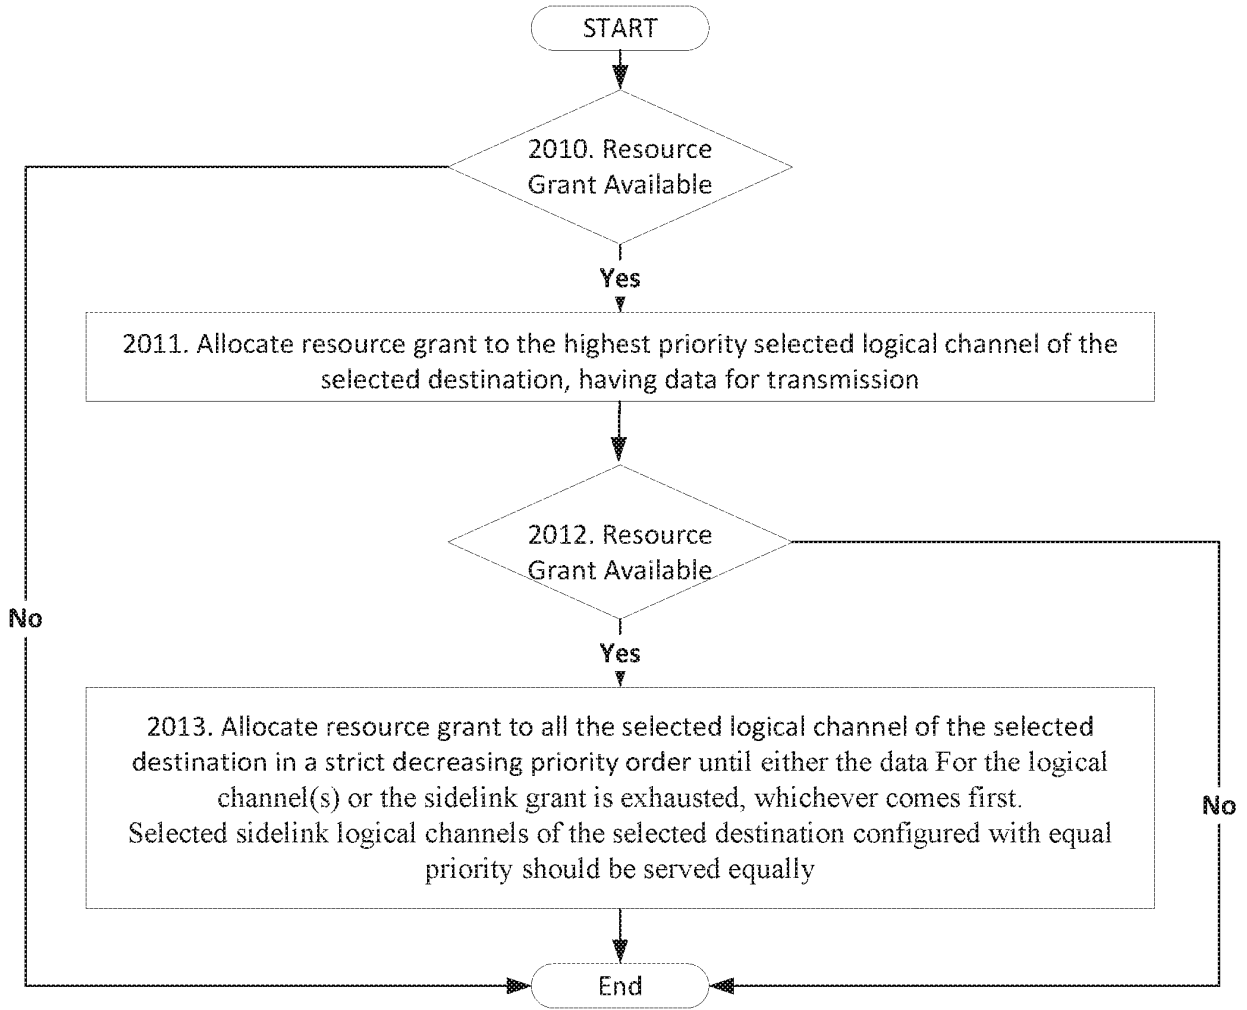 START
2010. Resource
Grant Available
Yes
2011. Allocate resource grant to the highest priority selected logical channel of the
selected destination, having data for transmission
2012. Resource
Grant Available
No
Yes
2013. Allocate resource grant to all the selected logical channel of the selected
destination in a strict decreasing priority order until either the data For the logical
channel(s) or the sidelink grant is exhausted, whichever comes first.
Selected sidelink logical channels of the selected destination configured with equal
priority should be served equally
No
End